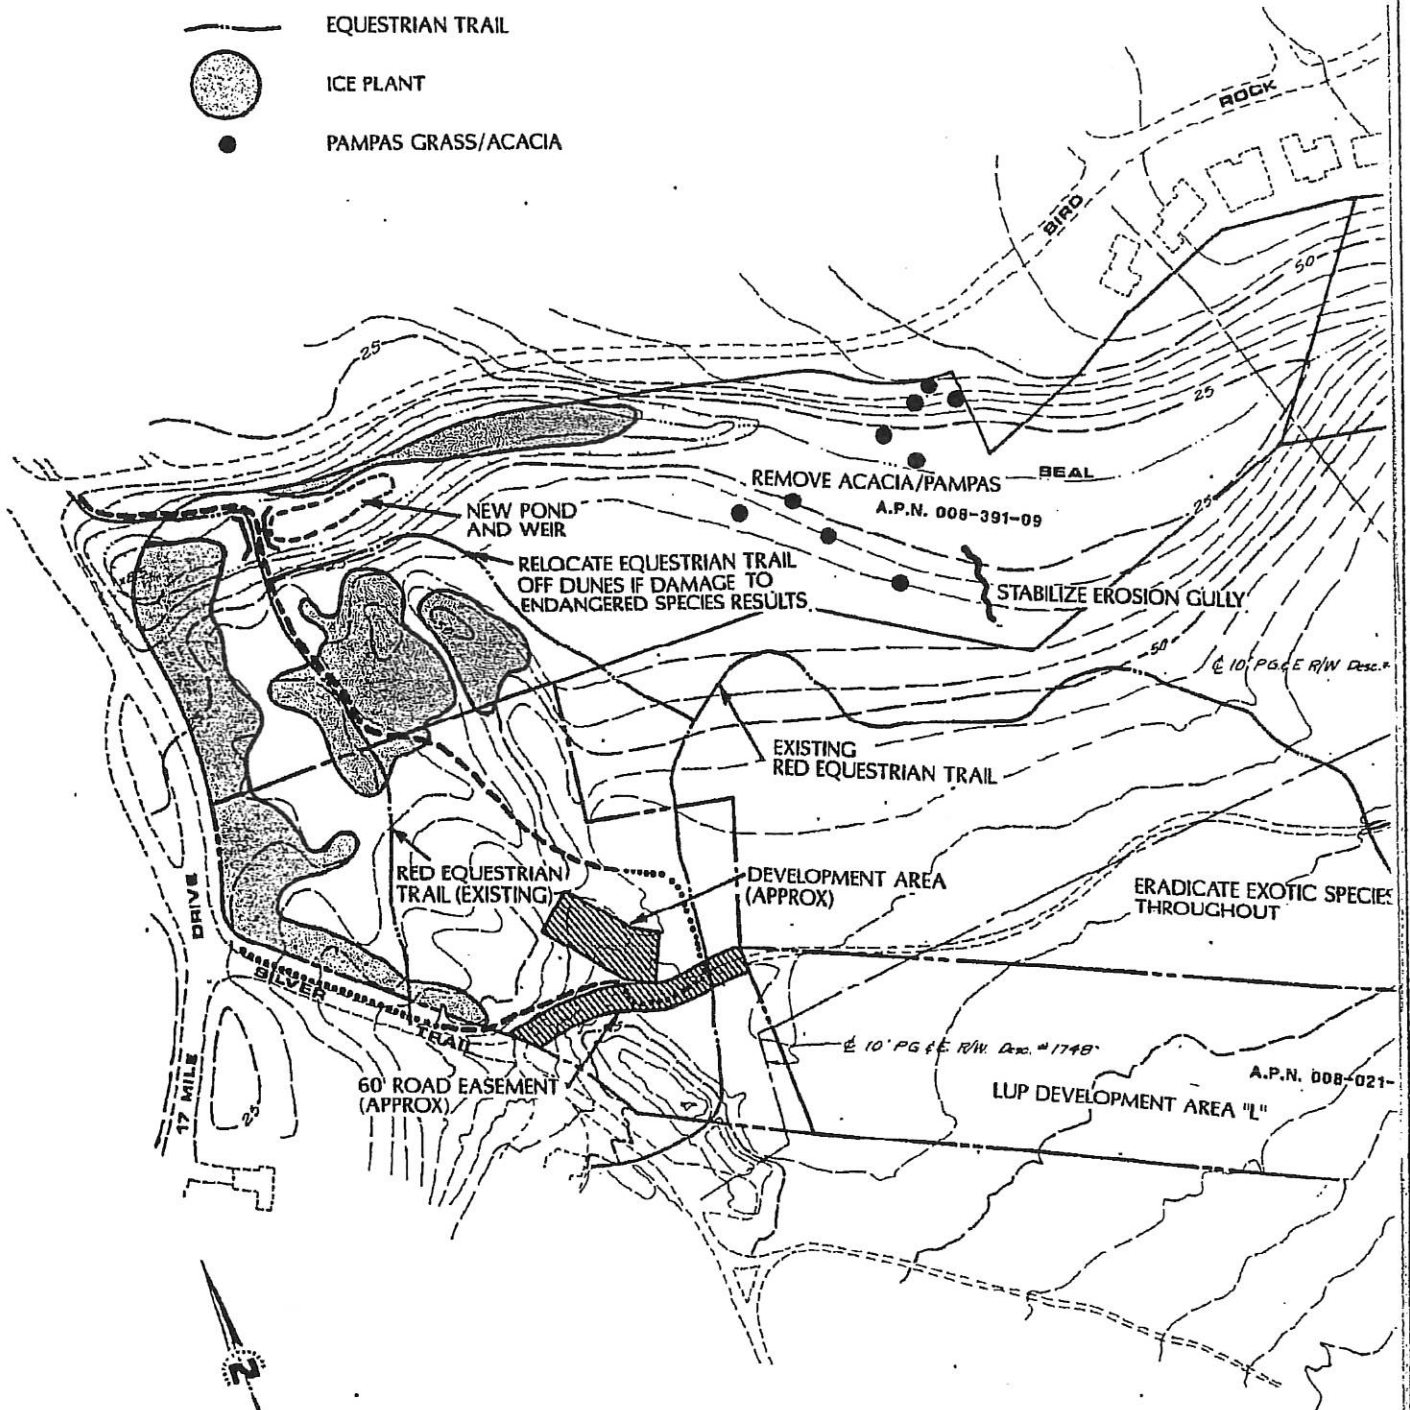 EQUESTRIAN TRAIL
ICE PLANT
PAMPAS GRASS/ACACIA
ROCK
BIRD
50
25
25
REMOVE ACACIA/PAMPAS
SEAL
A.P.N. 008-391-09
25
NEW POND
AND WEIR
RELOCATE EQUESTRIAN TRAIL
OFF DUNES IF DAMAGE TO
ENDANGERED SPECIES RESULTS
STABILIZE EROSION GULLY
50
℄ 10' P.G.&E R/W Desc.#
EXISTING
RED EQUESTRIAN TRAIL
RED EQUESTRIAN
TRAIL (EXISTING)
DEVELOPMENT AREA
(APPROX)
ERADICATE EXOTIC SPECIES
THROUGHOUT
17 MILE DRIVE
SILVER
TRAIL
℄ 10' PG & E. R/W. Desc. #1748
60' ROAD EASEMENT
(APPROX)
A.P.N. 008-021-
LUP DEVELOPMENT AREA "L"
25
N